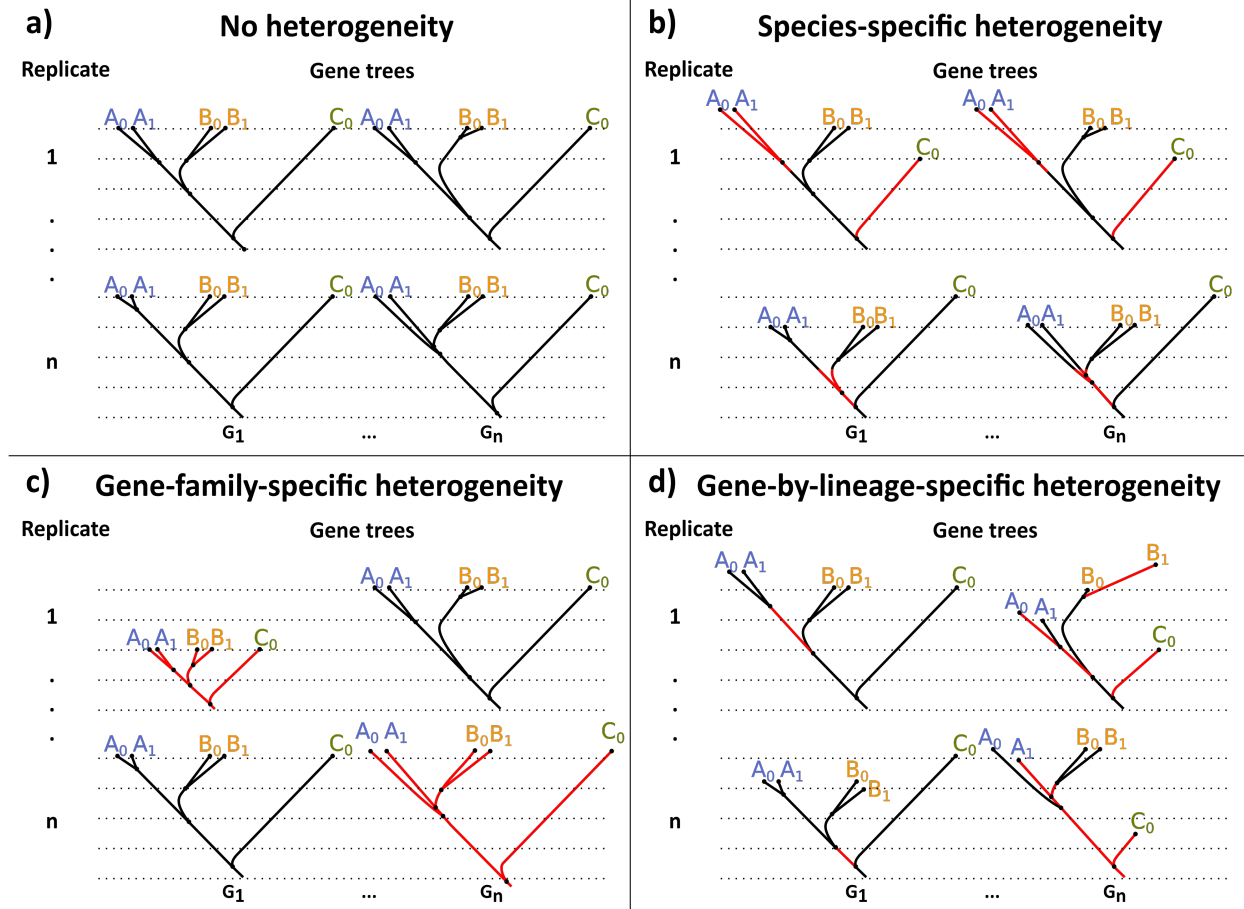 a) No heterogeneity
Replicate Gene trees
A0 A1 B0 B1 C0 A0 A1 B0 B1 C0
1
.
.
.
A0 A1 B0 B1 C0 A0 A1 B0 B1 C0
n
G1 ... Gn
b) Species-specific heterogeneity
Replicate Gene trees
A0 A1 B0 B1 C0 A0 A1 B0 B1 C0
1
.
.
.
A0 A1 B0 B1 C0 A0 A1 B0 B1 C0
n
G1 ... Gn
c) Gene-family-specific heterogeneity
Replicate Gene trees
A0 A1 B0 B1 C0 A0 A1 B0 B1 C0
1
.
.
.
A0 A1 B0 B1 C0 A0 A1 B0 B1 C0
n
G1 ... Gn
d) Gene-by-lineage-specific heterogeneity
Replicate Gene trees
A0 A1 B0 B1 C0 A0 A1 B0 B1 C0
1
.
.
.
A0 A1 B0 B1 C0 A0 A1 B0 B1 C0
n
G1 ... Gn